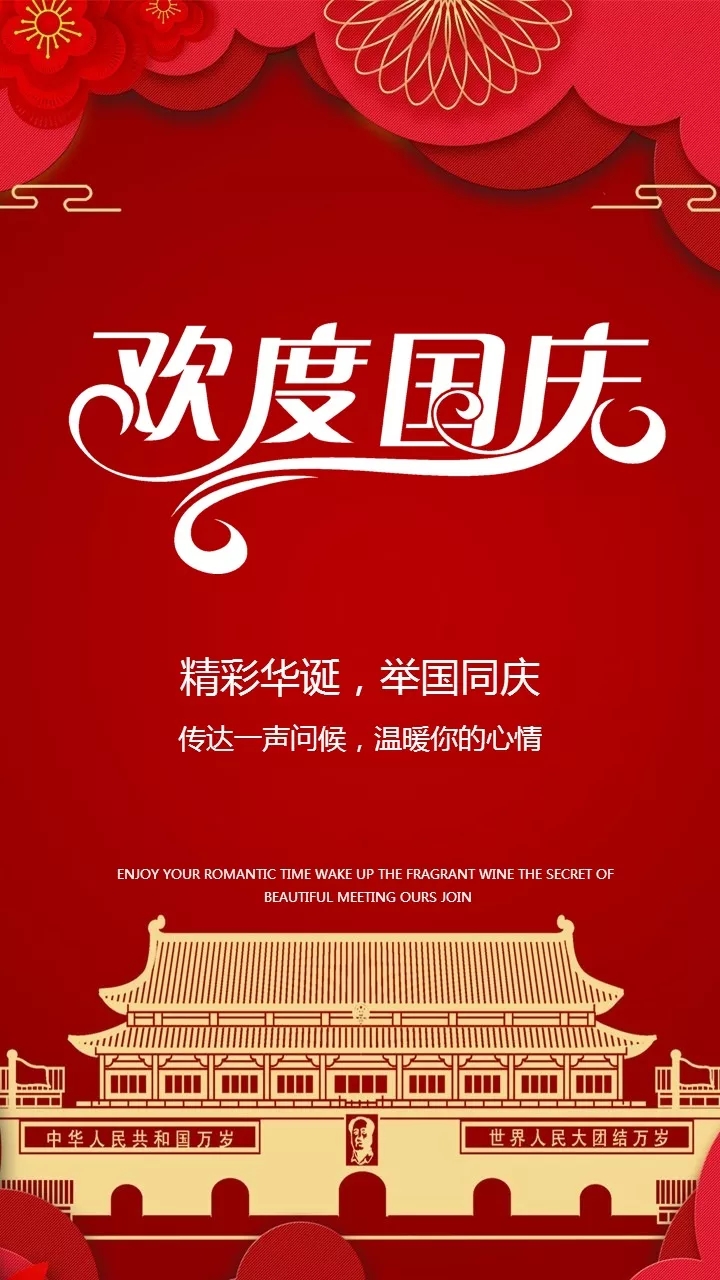 欢度国庆
精彩华诞，举国同庆
传达一声问候，温暖你的心情
ENJOY YOUR ROMANTIC TIME WAKE UP THE FRAGRANT WINE THE SECRET OF
BEAUTIFUL MEETING OURS JOIN
中华人民共和国万岁
世界人民大团结万岁